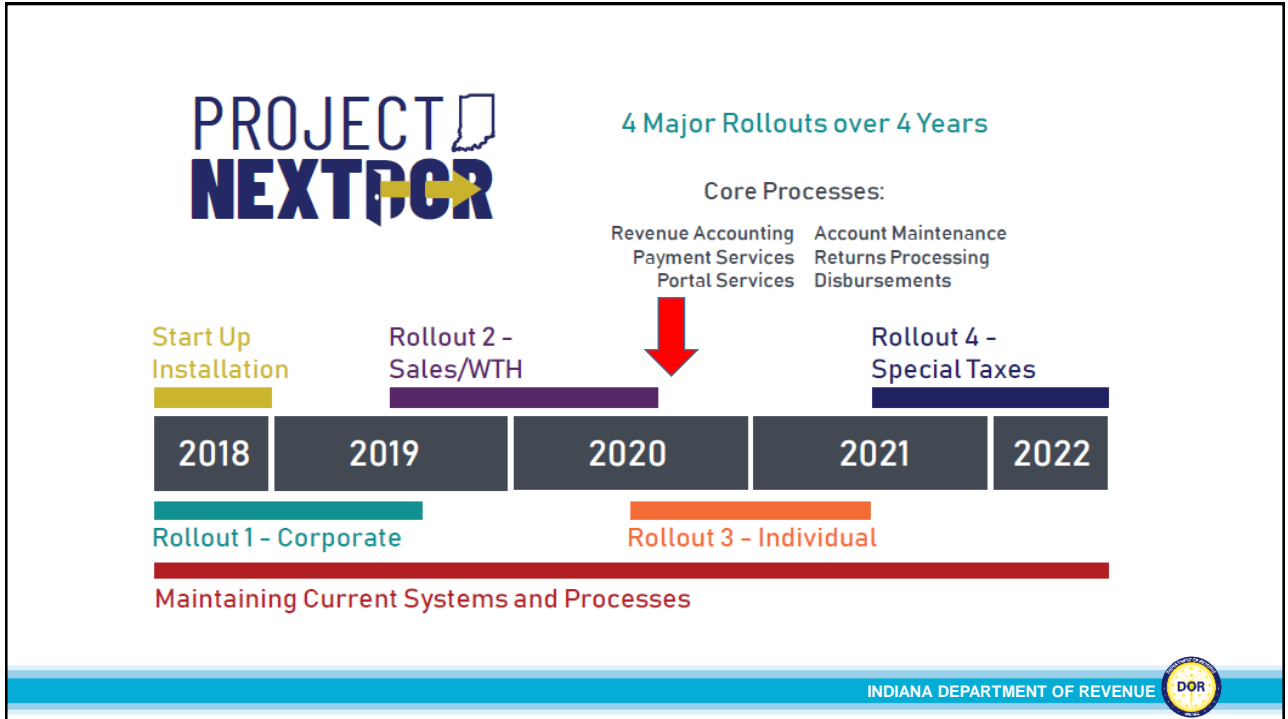 PROJECT
NEXTDOR
4 Major Rollouts over 4 Years
Core Processes:
Revenue Accounting Account Maintenance
Payment Services Returns Processing
Portal Services Disbursements
Start Up
Installation
Rollout 2 -
Sales/WTH
Rollout 4 -
Special Taxes
2018 2019 2020 2021 2022
Rollout 1 - Corporate
Rollout 3 - Individual
Maintaining Current Systems and Processes
INDIANA DEPARTMENT OF REVENUE
DOR